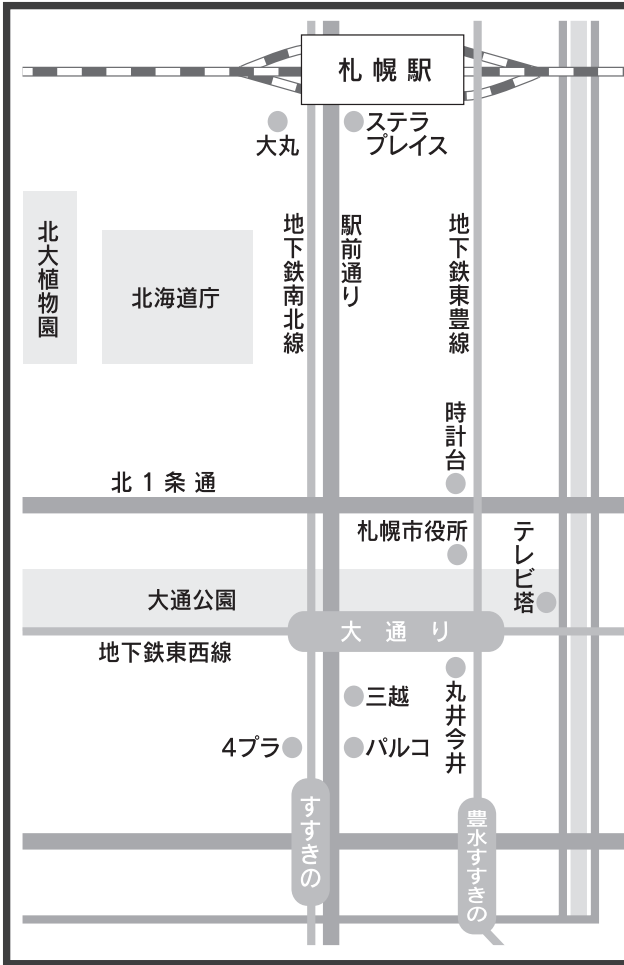 札幌駅
大丸
ステラ
プレイス
北大植物園
北海道庁
地下鉄南北線
駅前通り
地下鉄東豊線
時計台
北1条通
札幌市役所
テレビ塔
大通公園
大通り
地下鉄東西線
三越
丸井今井
4プラ
パルコ
すすきの
豊水すすきの